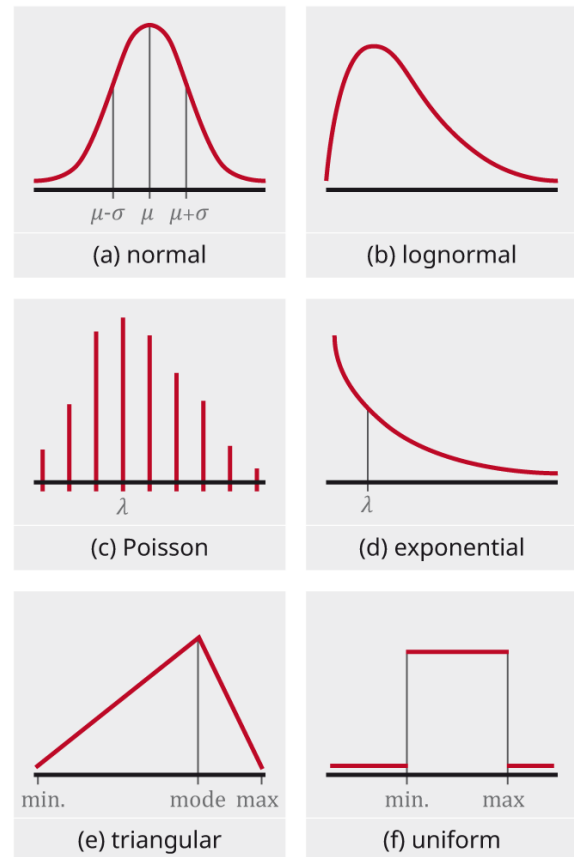 μ-σ μ μ+σ
(a) normal
(b) lognormal
λ
(c) Poisson
λ
(d) exponential
min. mode max
(e) triangular
min. max
(f) uniform